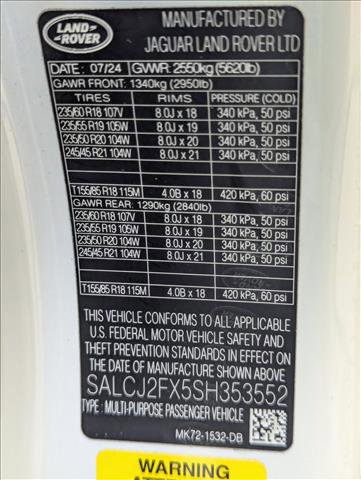 LAND
ROVER
MANUFACTURED BY
JAGUAR LAND ROVER LTD
DATE : 07/24 GVWR: 2550kg (5620lb)
GAWR FRONT: 1340kg (2950lb)
TIRES RIMS PRESSURE (COLD)
235/60 R18 107V 8.0J x 18 340 kPa, 50 psi
235/55 R19 105W 8.0J x 19 340 kPa, 50 psi
235/50 R20 104W 8.0J x 20 340 kPa, 50 psi
245/45 R21 104W 8.0J x 21 340 kPa, 50 psi
T155/85 R18 115M 4.0B x 18 420 kPa, 60 psi
GAWR REAR: 1290kg (2840lb)
235/60 R18 107V 8.0J x 18 340 kPa, 50 psi
235/55 R19 105W 8.0J x 19 340 kPa, 50 psi
235/50 R20 104W 8.0J x 20 340 kPa, 50 psi
245/45 R21 104W 8.0J x 21 340 kPa, 50 psi
T155/85 R18 115M 4.0B x 18 420 kPa, 60 psi
THIS VEHICLE CONFORMS TO ALL APPLICABLE
U.S. FEDERAL MOTOR VEHICLE SAFETY AND
THEFT PREVENTION STANDARDS IN EFFECT ON
THE DATE OF MANUFACTURE SHOWN ABOVE
SALCJ2FX5SH353552
TYPE : MULTI-PURPOSE PASSENGER VEHICLE
MK72-1532-DB
WARNING